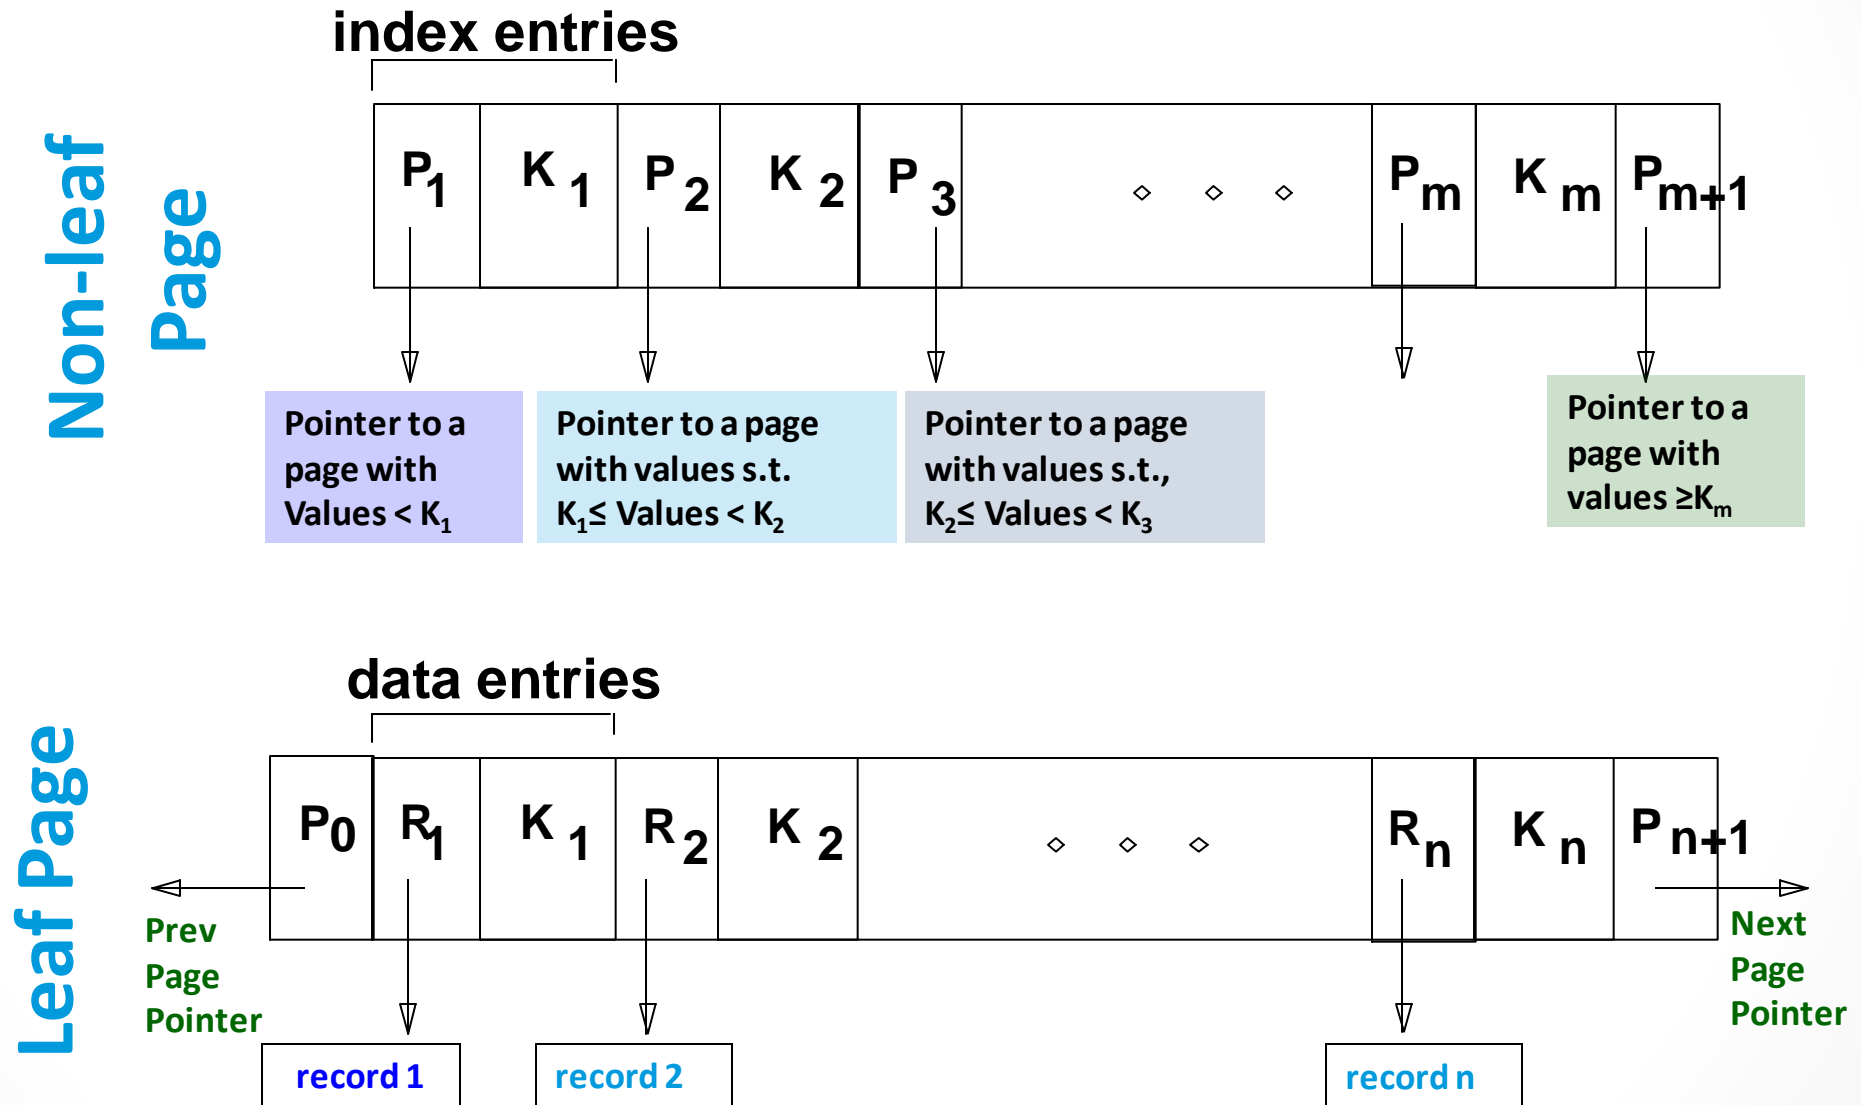 index entries
Non-leaf
Page
P1 K 1 P 2 K 2 P 3 ⋄ ⋄ ⋄ Pm K m Pm+1
Pointer to a
page with
Values < K1
Pointer to a page
with values s.t.
K1≤ Values < K2
Pointer to a page
with values s.t.,
K2≤ Values < K3
Pointer to a
page with
values ≥Km
data entries
Leaf Page
P0 R1 K 1 R 2 K 2 ⋄ ⋄ ⋄ R n K n P n+1
Prev
Page
Pointer
Next
Page
Pointer
record 1
record 2
record n